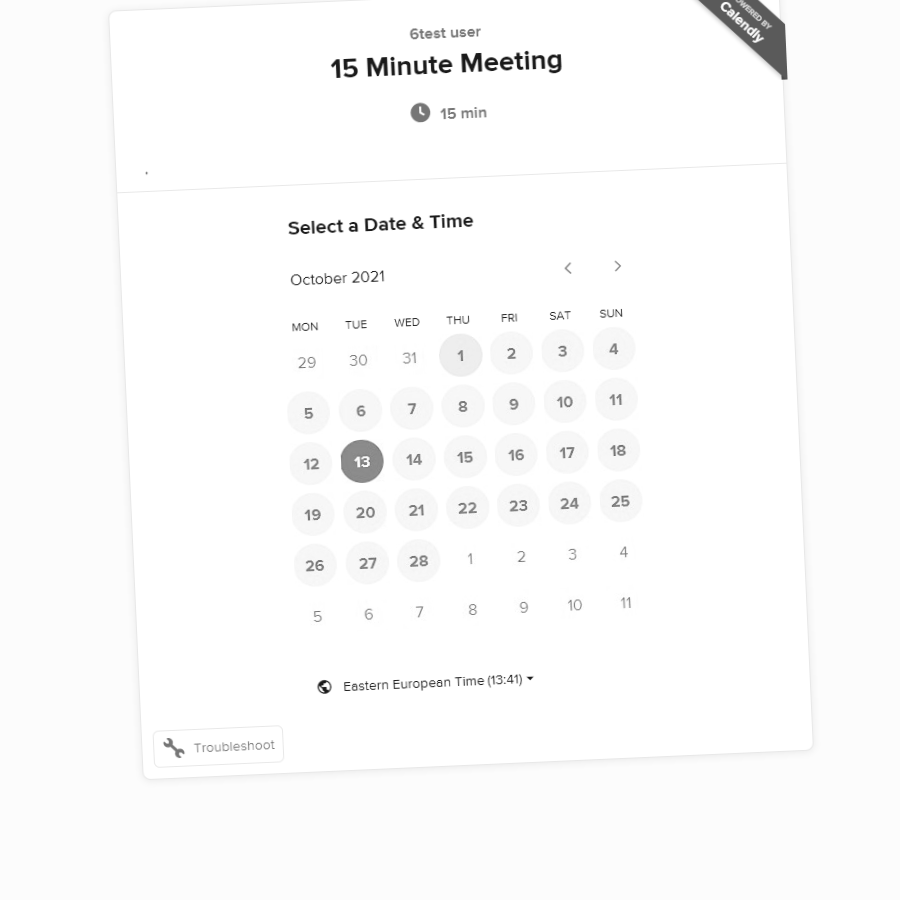 POWERED BY
Calendly
6test user
15 Minute Meeting
15 min
Select a Date & Time
October 2021
MON TUE WED THU FRI SAT SUN
29 30 31 1 2 3 4
5 6 7 8 9 10 11
12 13 14 15 16 17 18
19 20 21 22 23 24 25
26 27 28 1 2 3 4
5 6 7 8 9 10 11
Eastern European Time (13:41)
Troubleshoot